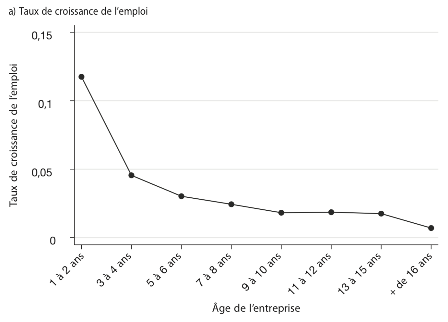 a) Taux de croissance de l'emploi
Taux de croissance de l'emploi
0,15
0,1
0,05
0
1 à 2 ans
3 à 4 ans
5 à 6 ans
7 à 8 ans
9 à 10 ans
11 à 12 ans
13 à 15 ans
+ de 16 ans
Âge de l'entreprise